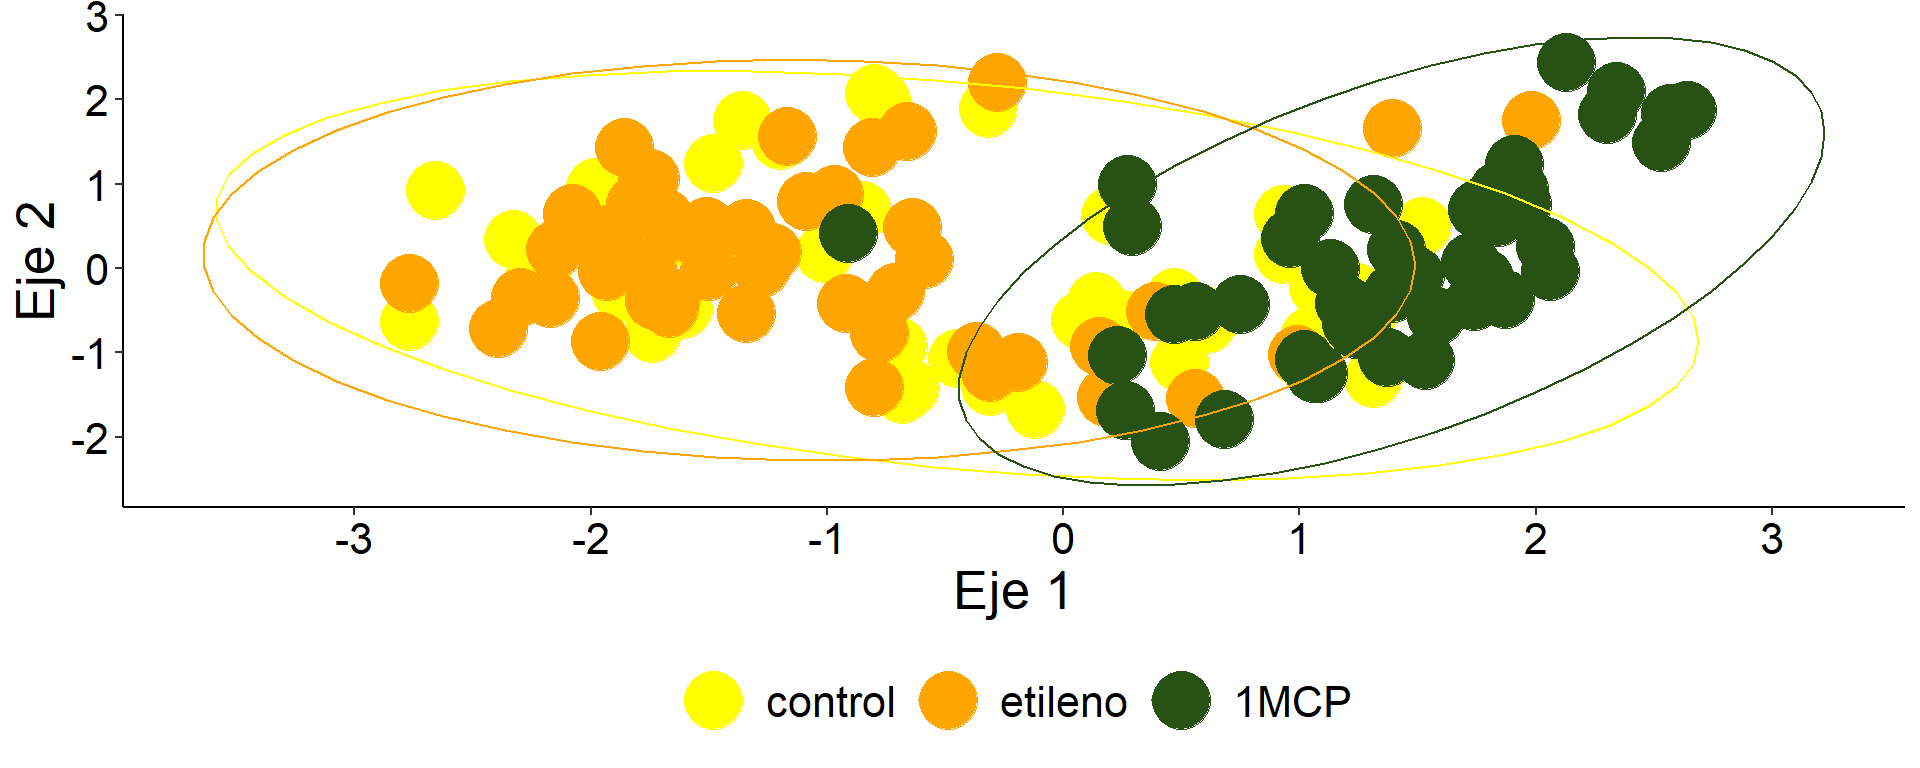 3
2
1
0
-1
-2
Eje 2
-3 -2 -1 0 1 2 3
Eje 1
control etileno 1MCP